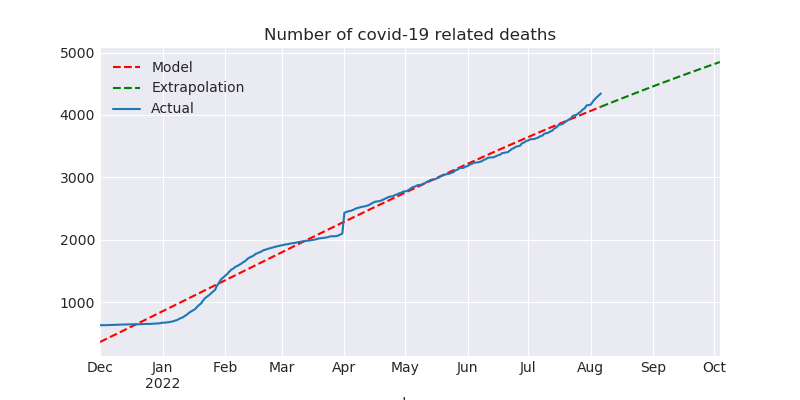 Number of covid-19 related deaths
5000
4000
3000
2000
1000
Model
Extrapolation
Actual
Dec Jan Feb Mar Apr May Jun Jul Aug Sep Oct
2022